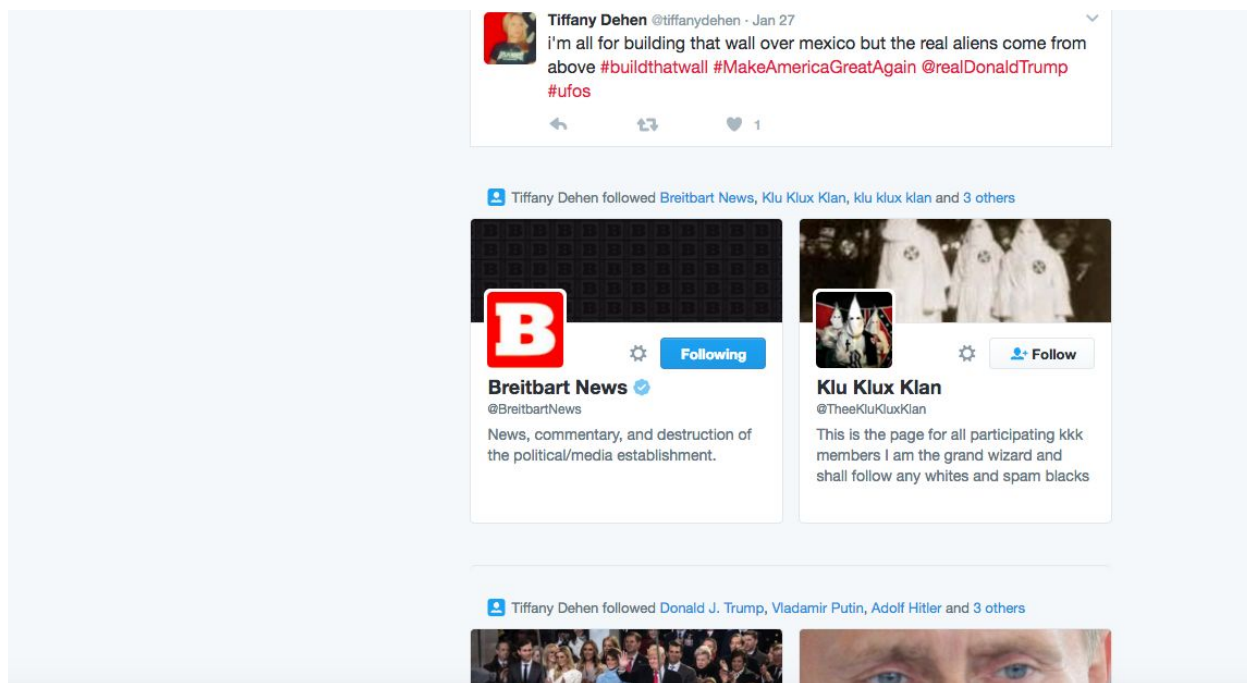 Tiffany Dehen @tiffanydehen · Jan 27
i'm all for building that wall over mexico but the real aliens come from
above #buildthatwall #MakeAmericaGreatAgain @realDonaldTrump
#ufos
1
Tiffany Dehen followed Breitbart News, Klu Klux Klan, klu klux klan and 3 others
B
Following
Follow
Breitbart News
Klu Klux Klan
@BreitbartNews
@TheeKluKluxKlan
News, commentary, and destruction of
the political/media establishment.
This is the page for all participating kkk
members I am the grand wizard and
shall follow any whites and spam blacks
Tiffany Dehen followed Donald J. Trump, Vladamir Putin, Adolf Hitler and 3 others